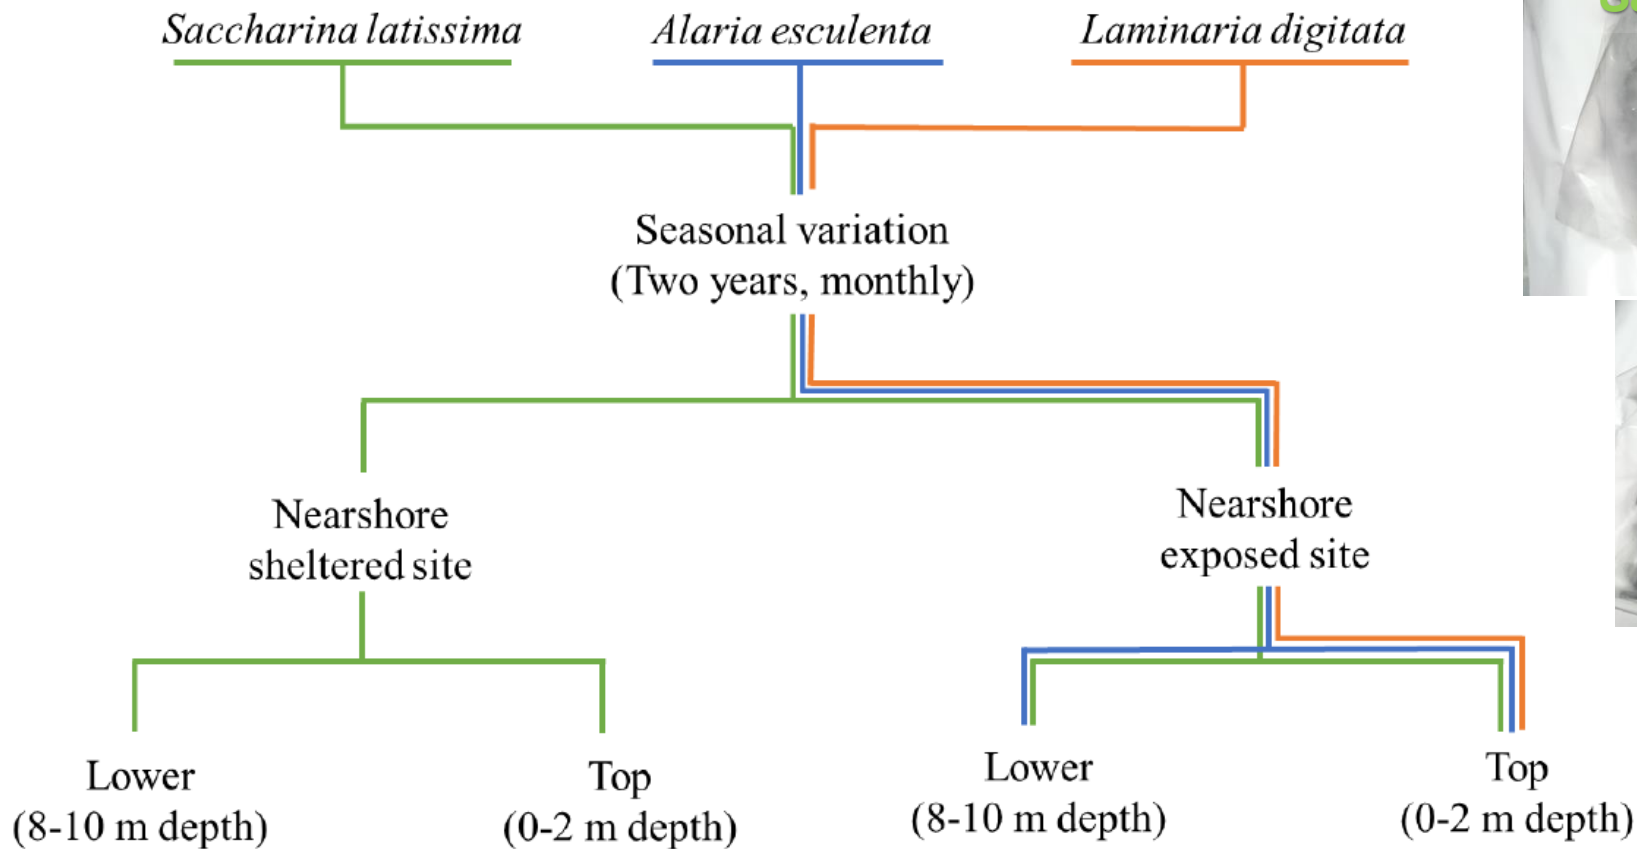 Saccharina latissima
Alaria esculenta
Laminaria digitata
Seasonal variation
(Two years, monthly)
Nearshore
sheltered site
Nearshore
exposed site
Lower
(8-10 m depth)
Top
(0-2 m depth)
Lower
(8-10 m depth)
Top
(0-2 m depth)